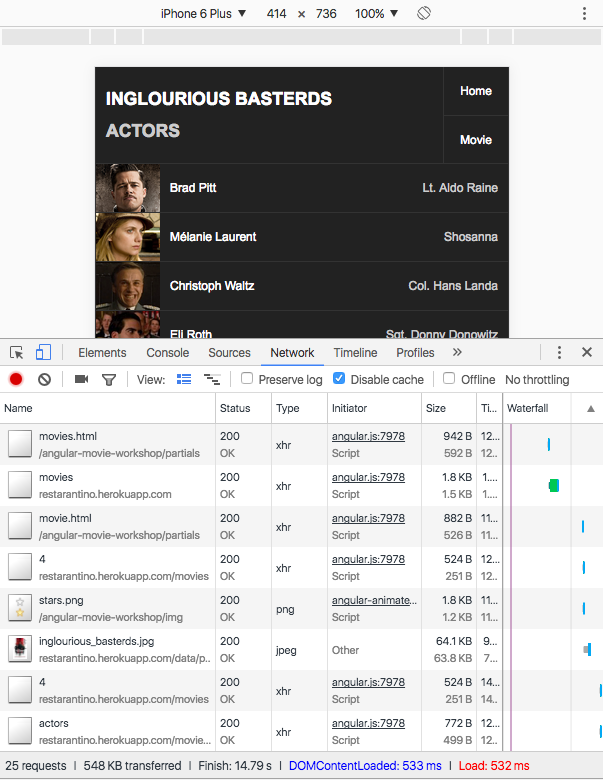 iPhone 6 Plus ▼ 414 × 736 100% ▼
INGLOURIOUS BASTERDS
ACTORS
Home
Movie
Brad Pitt Lt. Aldo Raine
Mélanie Laurent Shosanna
Christoph Waltz Col. Hans Landa
Eli Roth Sgt. Donny Donowitz
Elements Console Sources Network Timeline Profiles »
View: Preserve log Disable cache Offline No throttling
Name Status Type Initiator Size Ti... Waterfall ▲
movies.html 200 xhr angular.js:7978 942 B 12...
/angular-movie-workshop/partials OK Script 592 B 12...
movies 200 xhr angular.js:7978 1.8 KB 1....
restarantino.herokuapp.com OK Script 1.5 KB 1....
movie.html 200 xhr angular.js:7978 882 B 11...
/angular-movie-workshop/partials OK Script 526 B 11...
4 200 xhr angular.js:7978 524 B 12...
restarantino.herokuapp.com/movies OK Script 251 B 12..
stars.png 200 png angular-animate... 1.8 KB 11...
/angular-movie-workshop/img OK Script 1.2 KB 11...
inglourious_basterds.jpg 200 jpeg Other 64.1 KB 9...
restarantino.herokuapp.com/data/p... OK 63.8 KB 7...
4 200 xhr angular.js:7978 524 B 14...
restarantino.herokuapp.com/movies OK Script 251 B 14..
actors 200 xhr angular.js:7978 772 B 12...
restarantino.herokuapp.com/movie... OK Script 499 B 12...
25 requests | 548 KB transferred | Finish: 14.79 s | DOMContentLoaded: 533 ms | Load: 532 ms